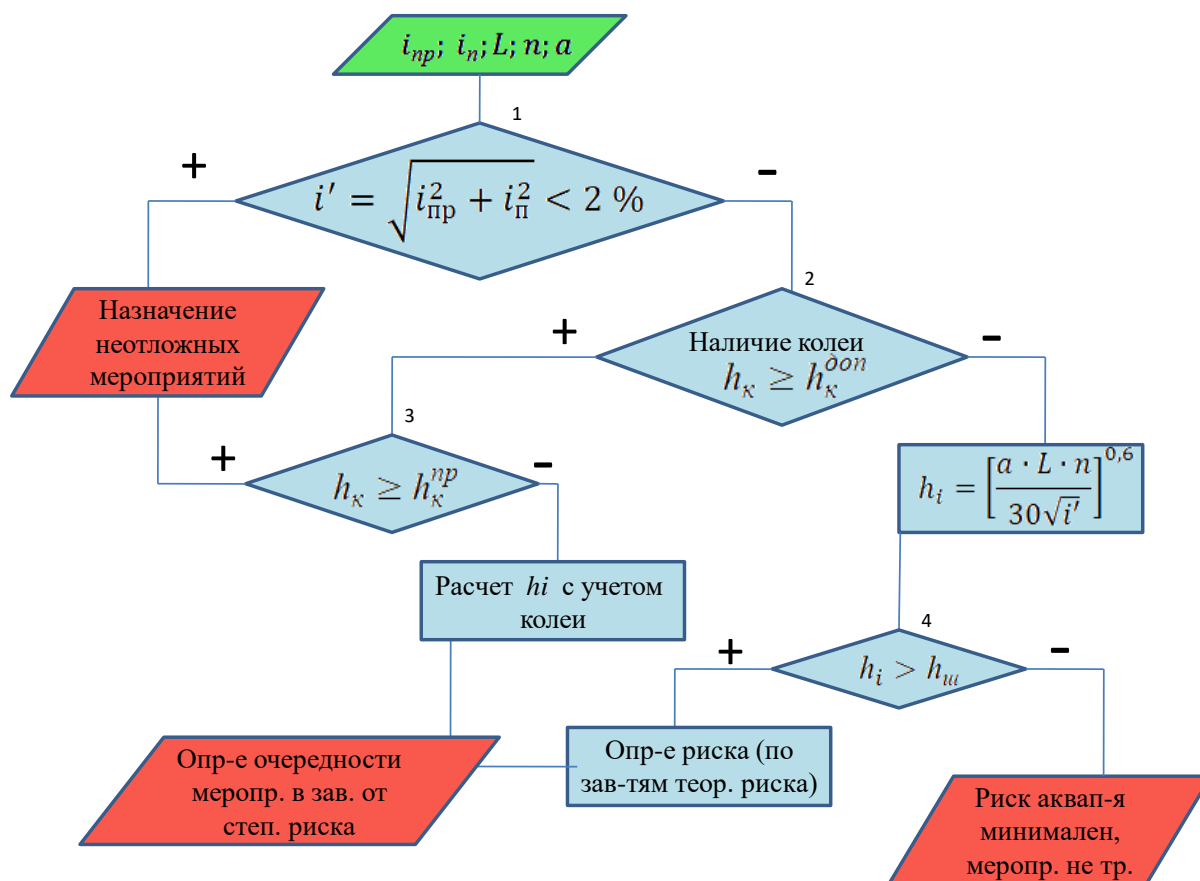 i_пр; i_п; L; n; a
1
+
–
i′ = √(i²_пр + i²_п) < 2 %
2
Назначение
неотложных
мероприятий
+
–
Наличие колеи
h_к ≥ h_к^доп
3
+
–
h_к ≥ h_к^пр
h_i = [a · L · n / 30√i′]^0,6
Расчет hi с учетом
колеи
4
+
–
h_i > h_ш
Опр-е очередности
меропр. в зав. от
степ. риска
Опр-е риска (по
зав-тям теор. риска)
Риск аквап-я
минимален,
меропр. не тр.